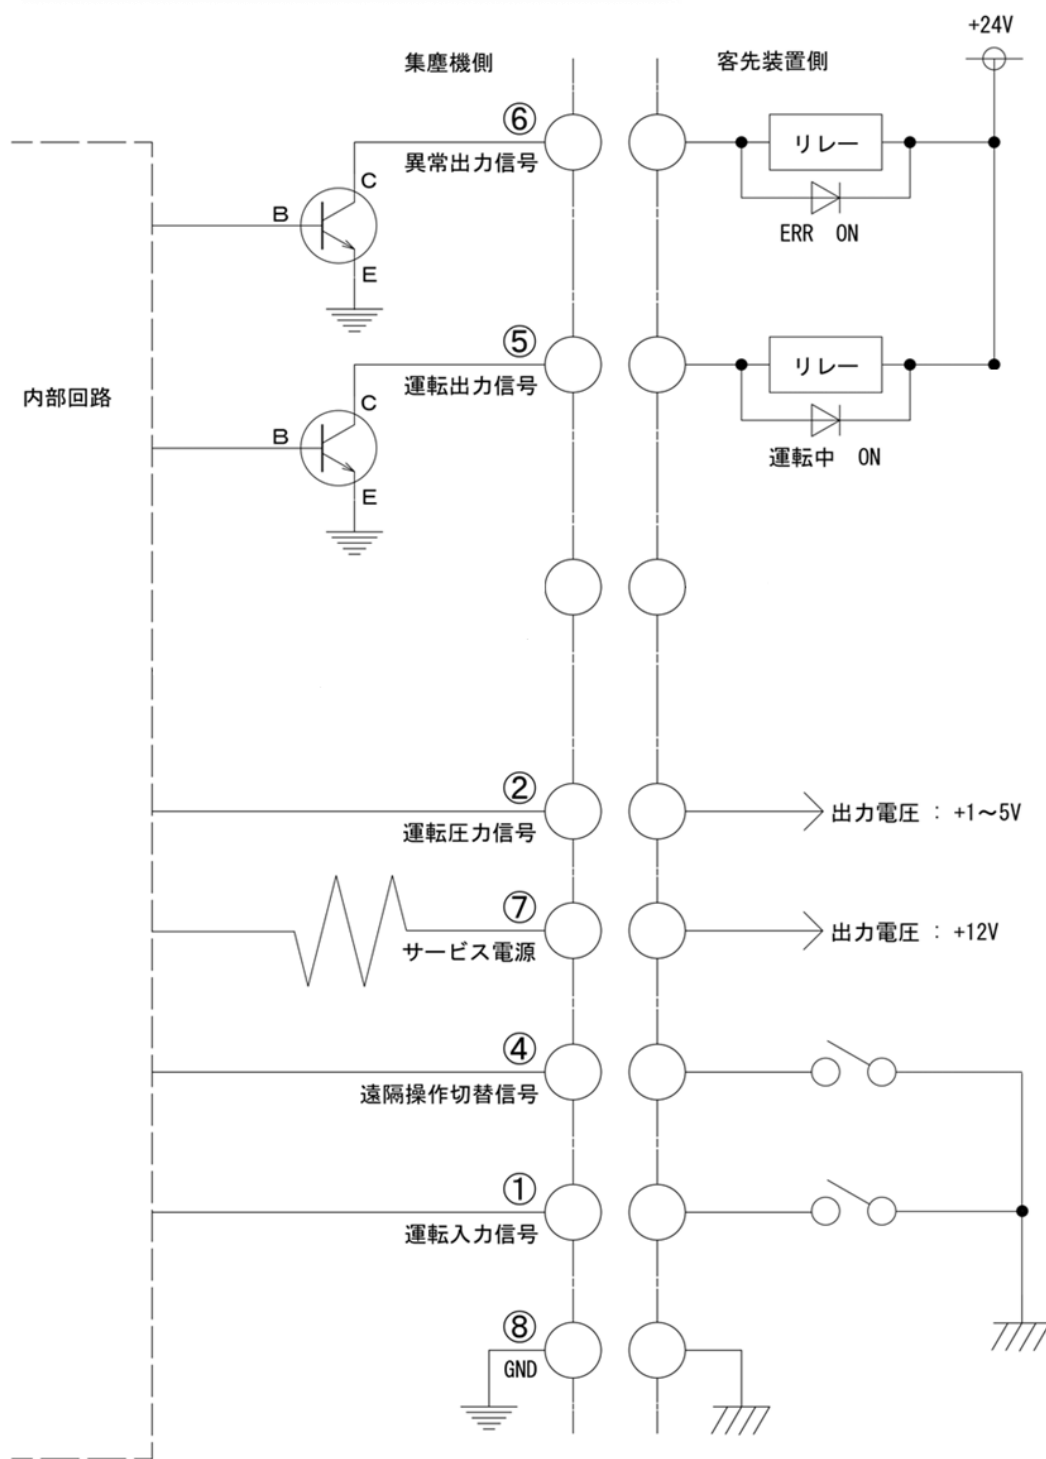 +24V
集塵機側
客先装置側
⑥
異常出力信号
リレー
C
B
E
ERR ON
⑤
運転出力信号
リレー
内部回路
C
B
E
運転中 ON
②
運転圧力信号
出力電圧 : +1～5V
⑦
サービス電源
出力電圧 : +12V
④
遠隔操作切替信号
①
運転入力信号
⑧
GND